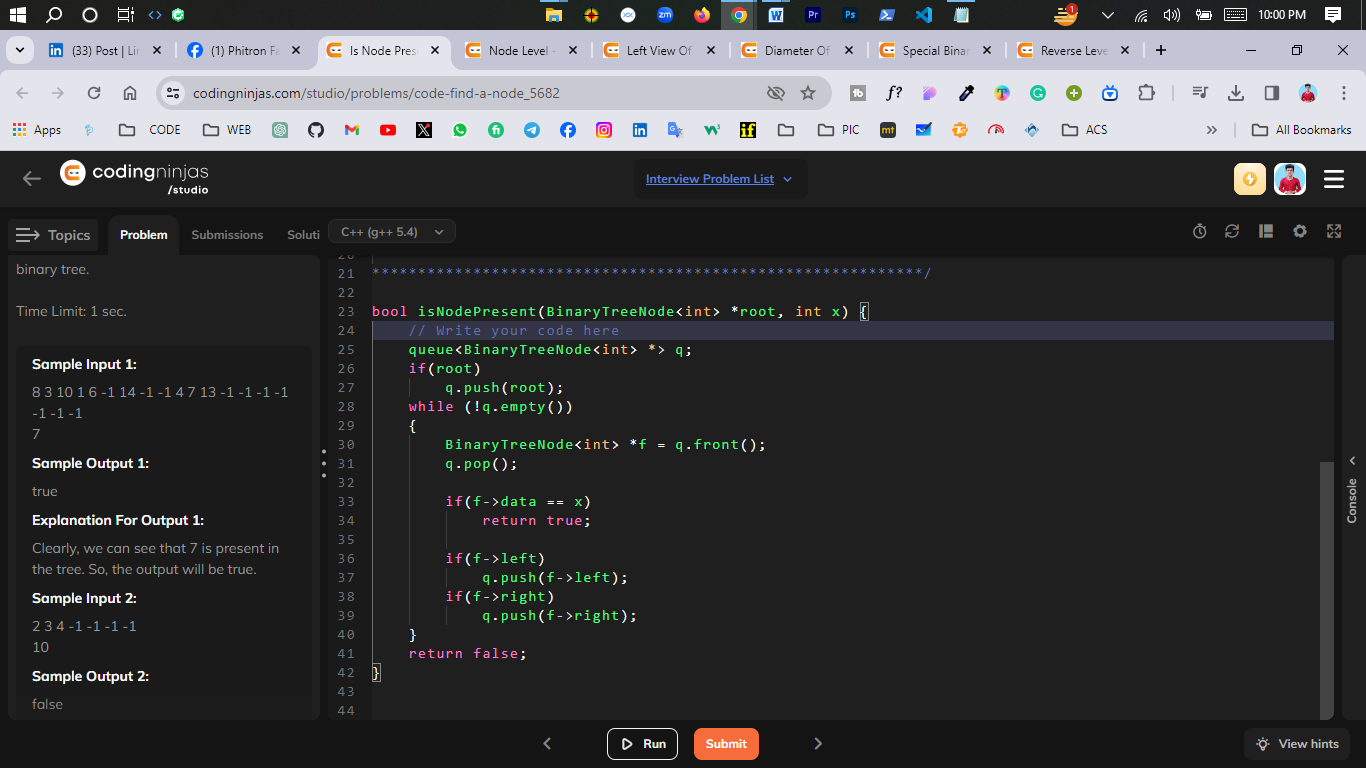 10:00 PM
1
(33) Post | Lin
(1) Phitron Fa
Is Node Pres
Node Level -
Left View Of
Diameter Of
Special Binar
Reverse Leve
codingninjas.com/studio/problems/code-find-a-node_5682
Apps
CODE
WEB
PIC
ACS
All Bookmarks
codingninjas
/studio
Interview Problem List
Topics
Problem
Submissions
Soluti
C++ (g++ 5.4)
binary tree.
Time Limit: 1 sec.
Sample Input 1:
8 3 10 1 6 -1 14 -1 -1 4 7 13 -1 -1 -1 -1
-1 -1 -1
7
Sample Output 1:
true
Explanation For Output 1:
Clearly, we can see that 7 is present in
the tree. So, the output will be true.
Sample Input 2:
2 3 4 -1 -1 -1 -1
10
Sample Output 2:
false
20
21 ************************************************************/
22
23 bool isNodePresent(BinaryTreeNode<int> *root, int x) {
24 // Write your code here
25 queue<BinaryTreeNode<int> *> q;
26 if(root)
27 q.push(root);
28 while (!q.empty())
29 {
30 BinaryTreeNode<int> *f = q.front();
31 q.pop();
32
33 if(f->data == x)
34 return true;
35
36 if(f->left)
37 q.push(f->left);
38 if(f->right)
39 q.push(f->right);
40 }
41 return false;
42 }
43
44
Console
Run
Submit
View hints